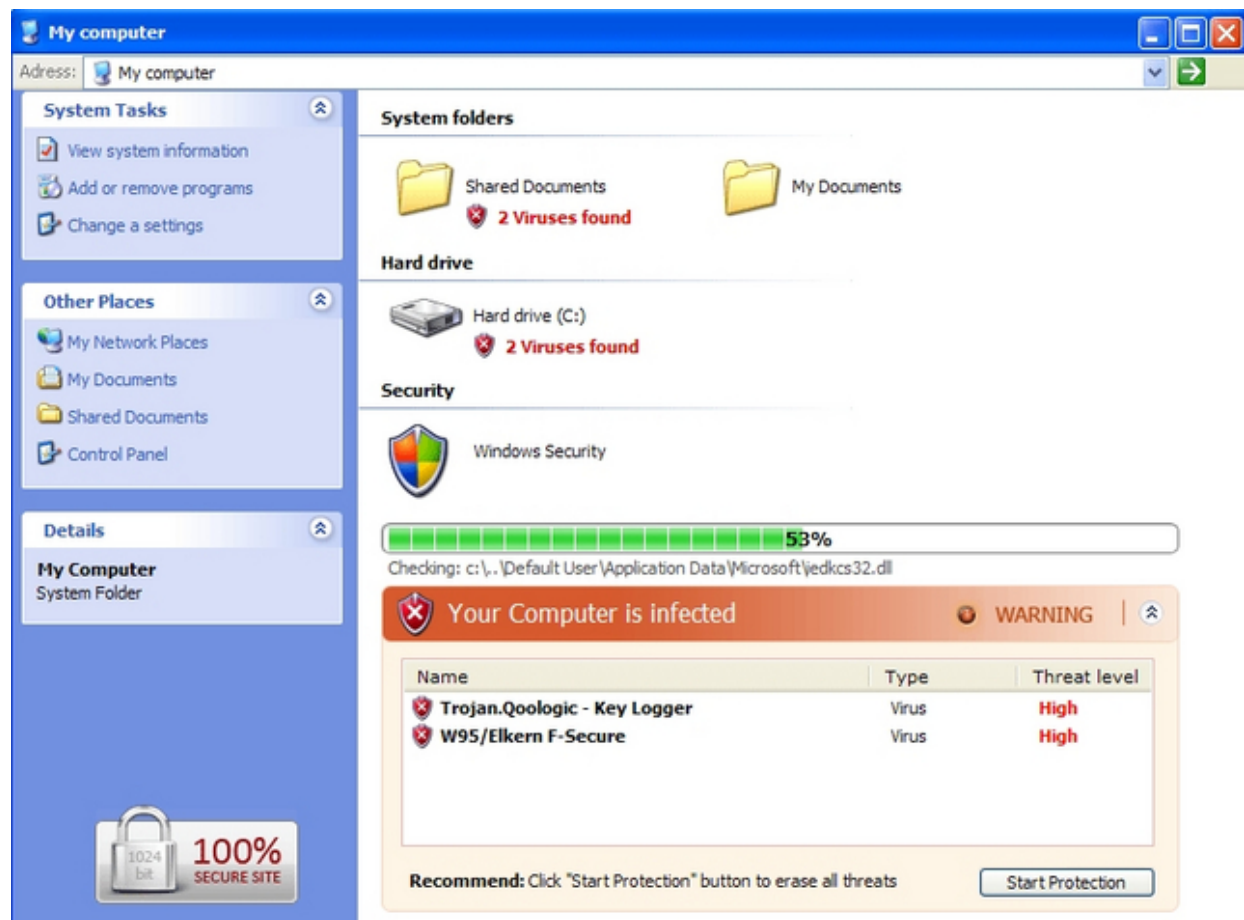 My computer
Adress: My computer
System Tasks
View system information
Add or remove programs
Change a settings
Other Places
My Network Places
My Documents
Shared Documents
Control Panel
Details
My Computer
System Folder
1024
bit
100%
SECURE SITE
System folders
Shared Documents
2 Viruses found
My Documents
Hard drive
Hard drive (C:)
2 Viruses found
Security
Windows Security
53%
Checking: c:\..\Default User\Application Data\Microsoft\iedkcs32.dll
Your Computer is infected WARNING
Name Type Threat level
Trojan.Qoologic - Key Logger Virus High
W95/Elkern F-Secure Virus High
Recommend: Click "Start Protection" button to erase all threats Start Protection